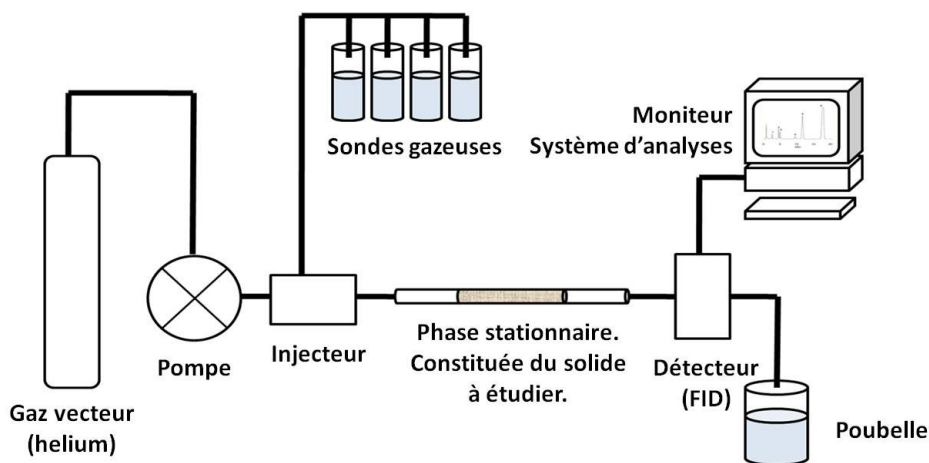 Sondes gazeuses
Moniteur
Système d'analyses
Pompe
Injecteur
Phase stationnaire.
Constituée du solide
à étudier.
Détecteur
(FID)
Gaz vecteur
(helium)
Poubelle